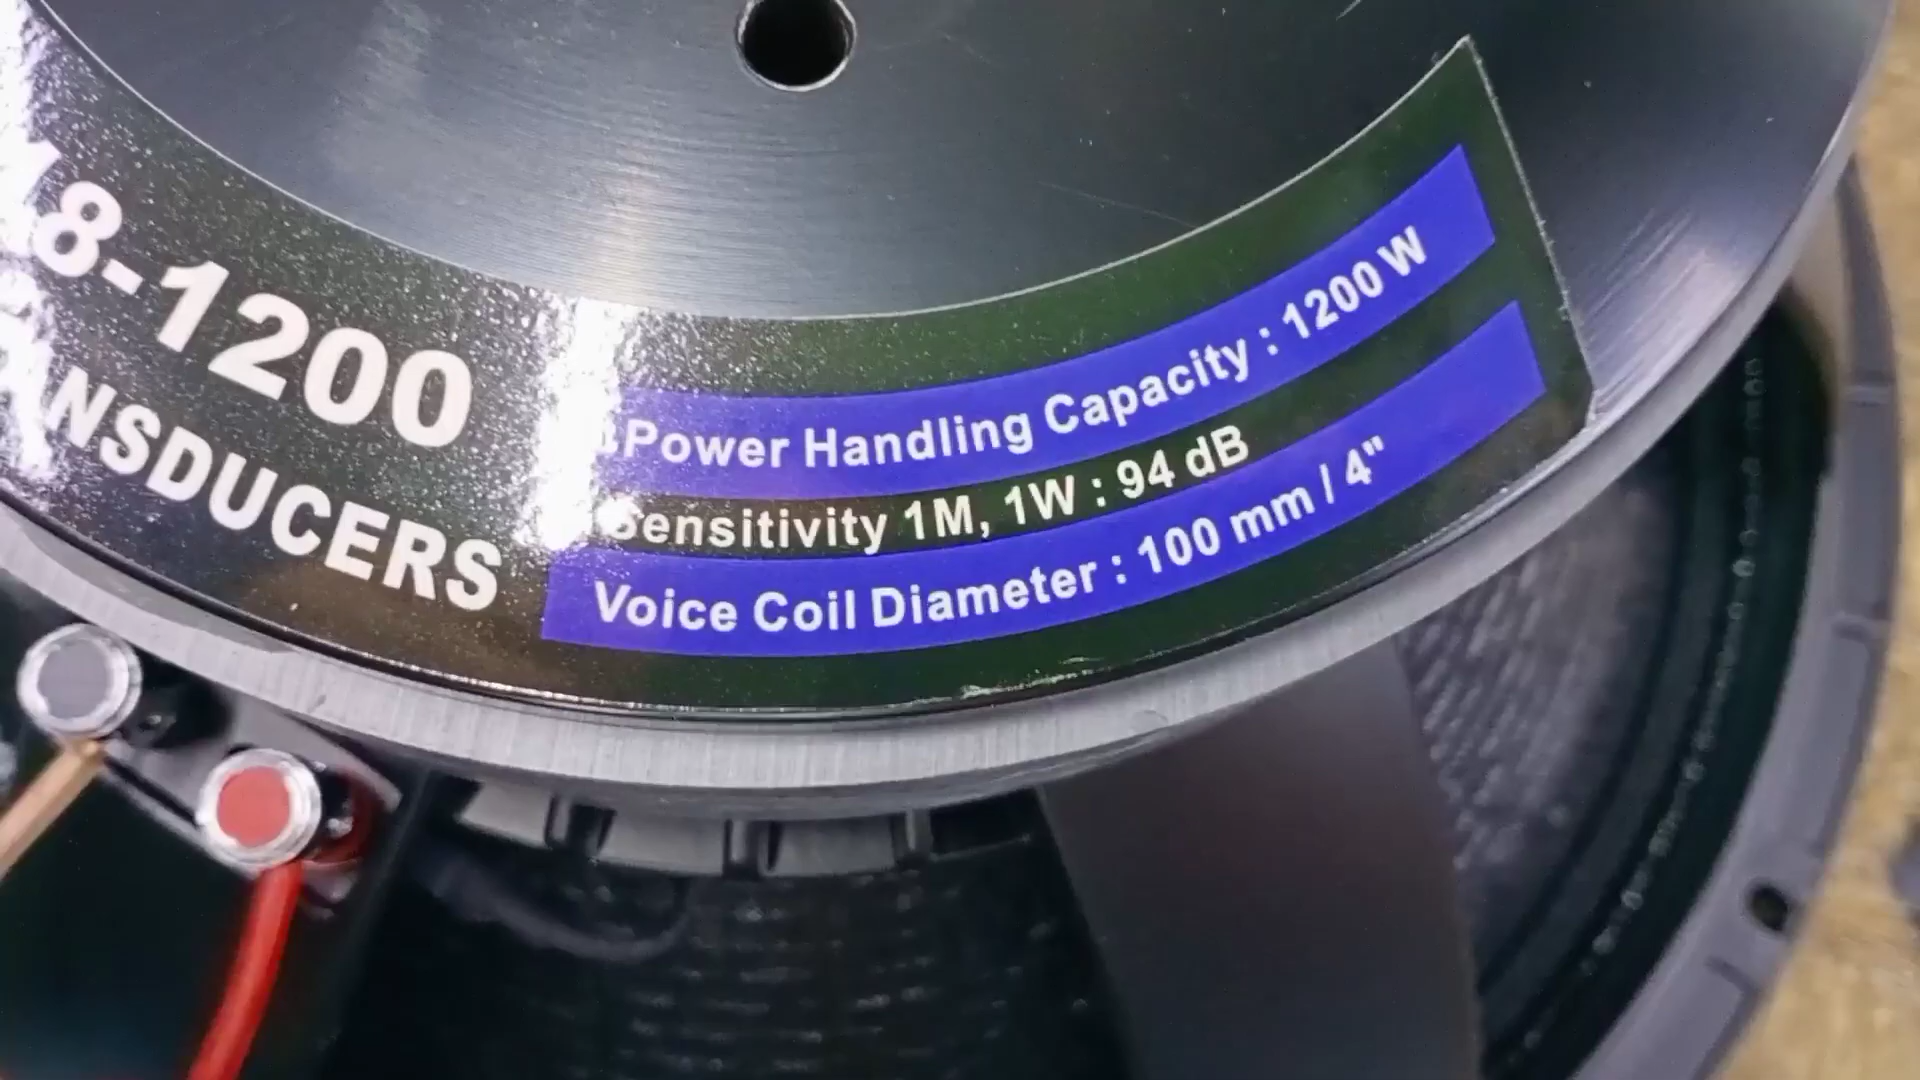 8-1200
NSDUCERS
Power Handling Capacity : 1200 W
Sensitivity 1M, 1W : 94 dB
Voice Coil Diameter : 100 mm / 4"